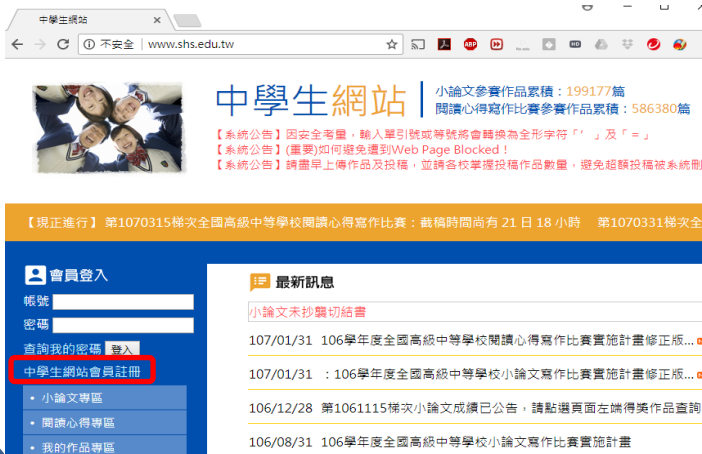 中學生網站
不安全 | www.shs.edu.tw
中學生網站
小論文參賽作品累積：199177篇
閱讀心得寫作比賽參賽作品累積：586380篇
【系統公告】因安全考量，輸入單引號或等號將會轉換為全形字符「'」及「=」
【系統公告】(重要)如何避免遭到Web Page Blocked！
【系統公告】請盡早上傳作品及投稿，並請各校掌握投稿作品數量，避免超額投稿被系統刪
【現正進行】第1070315梯次全國高級中等學校閱讀心得寫作比賽：截稿時間尚有 21 日 18 小時 第1070331梯次全
會員登入
帳號
密碼
查詢我的密碼 登入
中學生網站會員註冊
• 小論文專區
• 閱讀心得專區
• 我的作品專區
最新訊息
小論文未抄襲切結書
107/01/31 106學年度全國高級中等學校閱讀心得寫作比賽實施計畫修正版...
107/01/31 ：106學年度全國高級中等學校小論文寫作比賽實施計畫修正版...
106/12/28 第1061115梯次小論文成績已公告，請點選頁面左端得獎作品查詢
106/08/31 106學年度全國高級中等學校小論文寫作比賽實施計畫